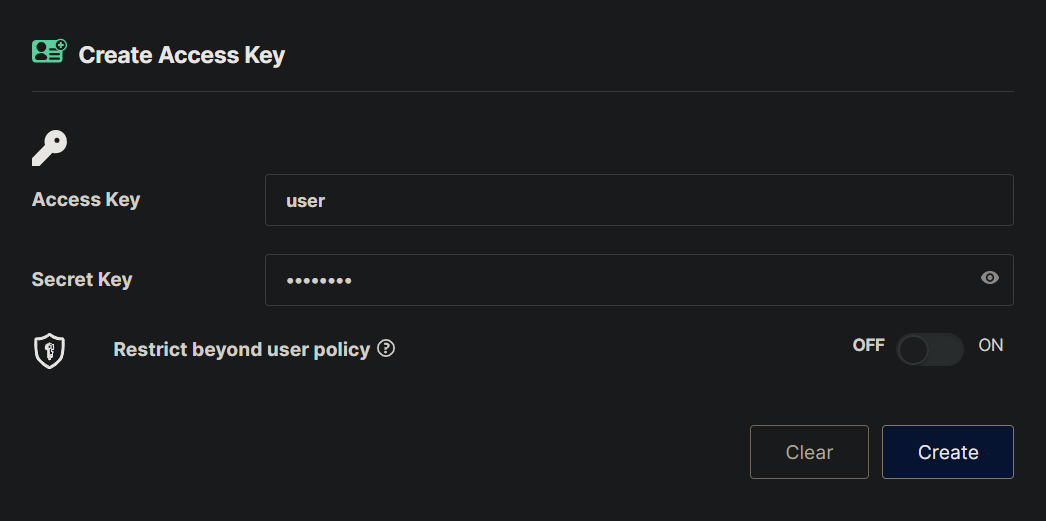 Create Access Key
Access Key
user
Secret Key
••••••••
Restrict beyond user policy
OFF
ON
Clear
Create